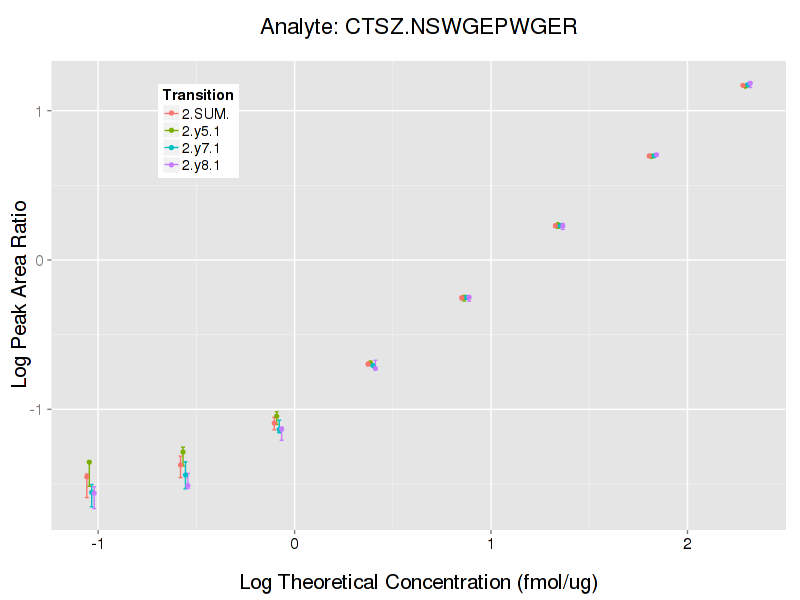 Analyte: CTSZ.NSWGEPWGER
Transition
2.SUM.
2.y5.1
2.y7.1
2.y8.1
Log Peak Area Ratio
1
0
-1
-1
0
1
2
Log Theoretical Concentration (fmol/ug)